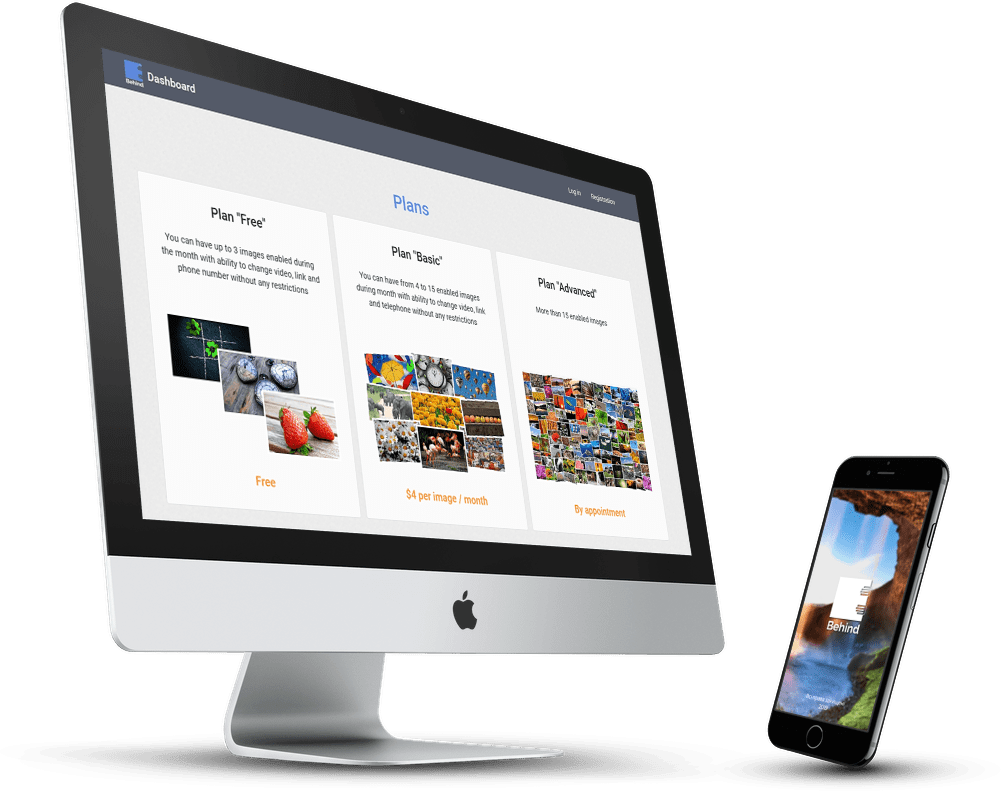 Behind
Dashboard
Log in
Registration
Plans
Plan "Free"
You can have up to 3 images enabled during
the month with ability to change video, link and
phone number without any restrictions
Free
Plan "Basic"
You can have from 4 to 15 enabled images
during month with ability to change video, link
and telephone without any restrictions
$4 per image / month
Plan "Advanced"
More than 15 enabled images
By appointment
Behind